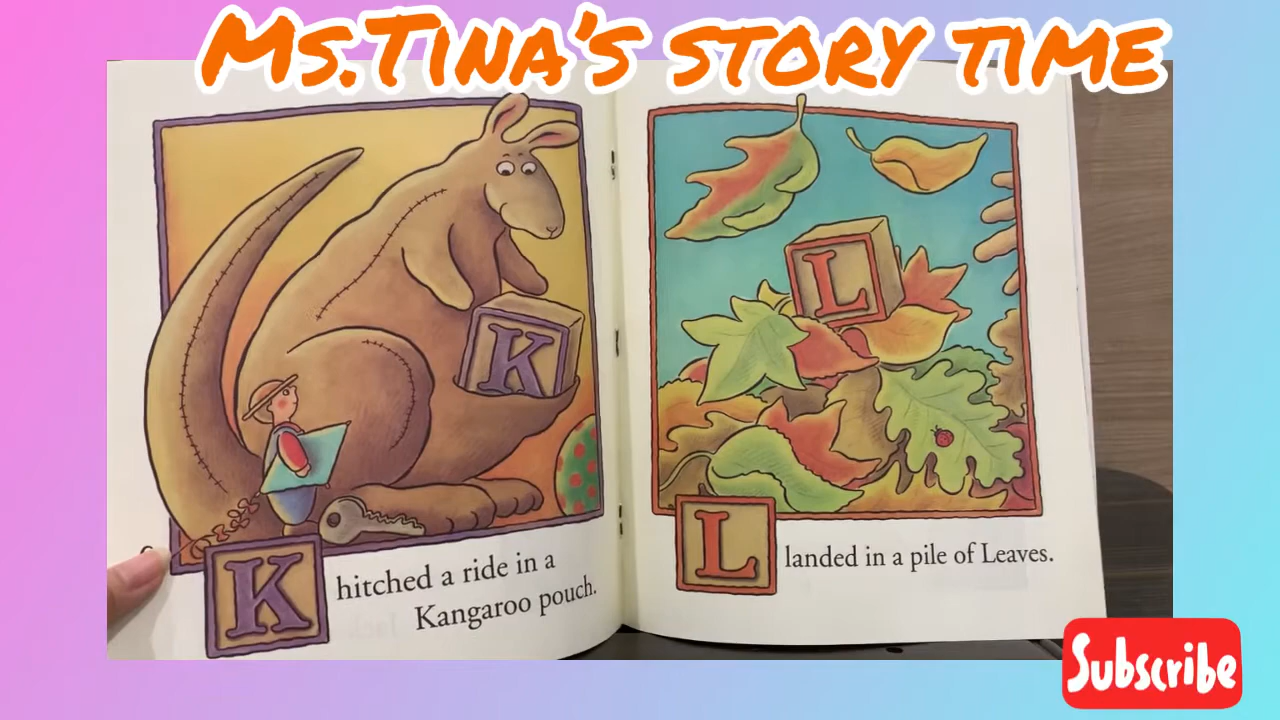 Ms.Tina's story time
K
L
K hitched a ride in a
Kangaroo pouch.
L landed in a pile of Leaves.
Subscribe